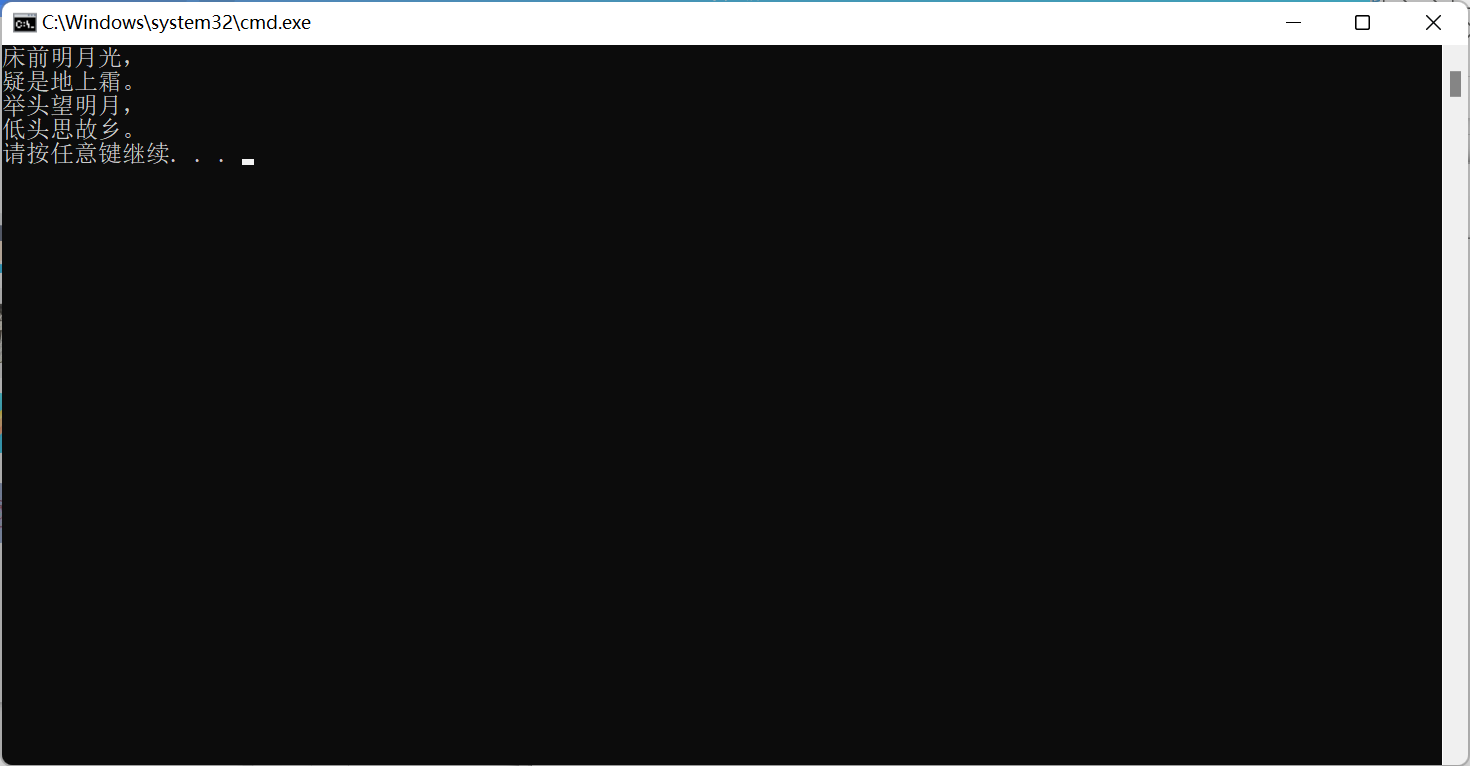 C:\Windows\system32\cmd.exe
床前明月光，
疑是地上霜。
举头望明月，
低头思故乡。
请按任意键继续. . .